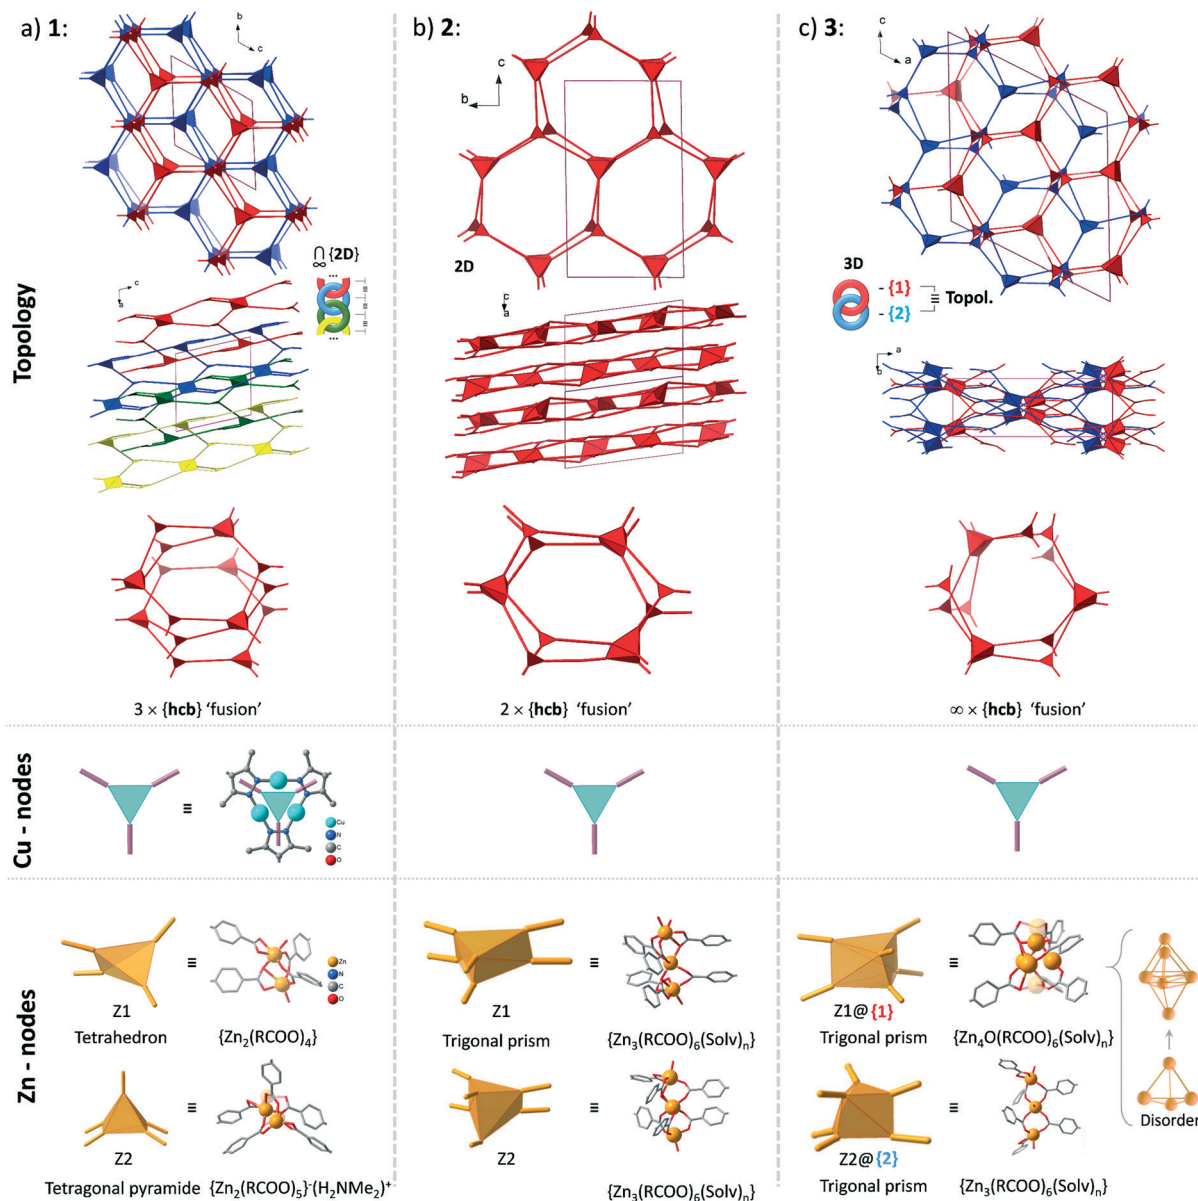 a) 1:
b
c
∩
∞
{2D}
...
≡
≡
≡
...
c
a
3 × {hcb} ‘fusion’
b) 2:
c
b
2D
c
a
2 × {hcb} ‘fusion’
c) 3:
c
a
3D
- {1}
- {2}
≡ Topol.
a
b
∞ × {hcb} ‘fusion’
Topology
Cu - nodes
≡
Cu
N
C
O
Zn - nodes
≡
Zn
N
C
O
Z1
Tetrahedron
{Zn2(RCOO)4}
≡
Z2
Tetragonal pyramide
{Zn2(RCOO)5}-(H2NMe2)+
≡
Z1
Trigonal prism
{Zn3(RCOO)6(Solv)n}
≡
Z2
{Zn3(RCOO)6(Solv)n}
≡
Z1@{1}
Trigonal prism
{Zn4O(RCOO)6(Solv)n}
≡
Z2@{2}
Trigonal prism
{Zn3(RCOO)6(Solv)n}
Disorder